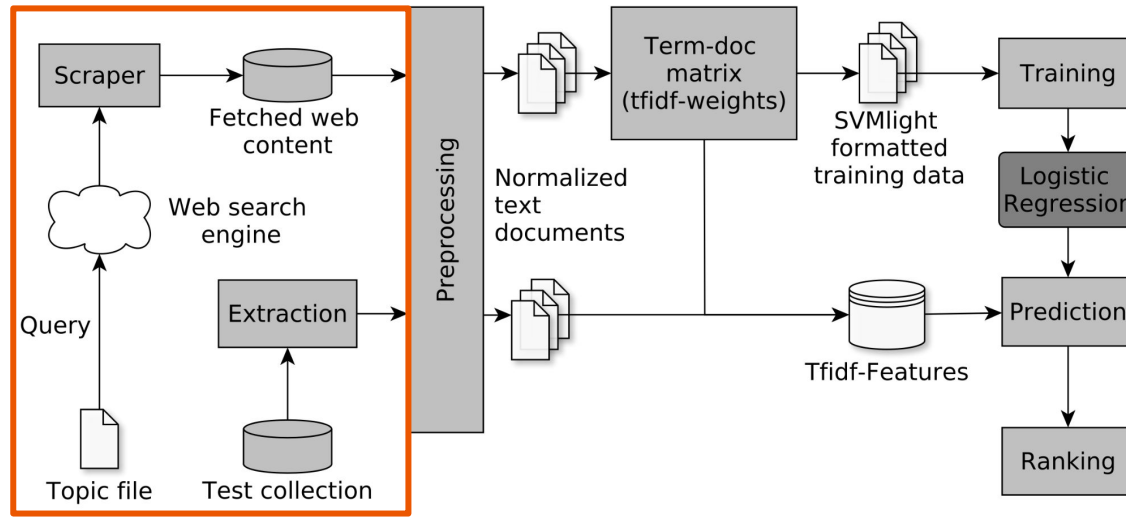 Scraper
Fetched web
content
Web search
engine
Query
Extraction
Topic file
Test collection
Preprocessing
Normalized
text
documents
Term-doc
matrix
(tfidf-weights)
SVMlight
formatted
training data
Tfidf-Features
Training
Logistic
Regression
Prediction
Ranking